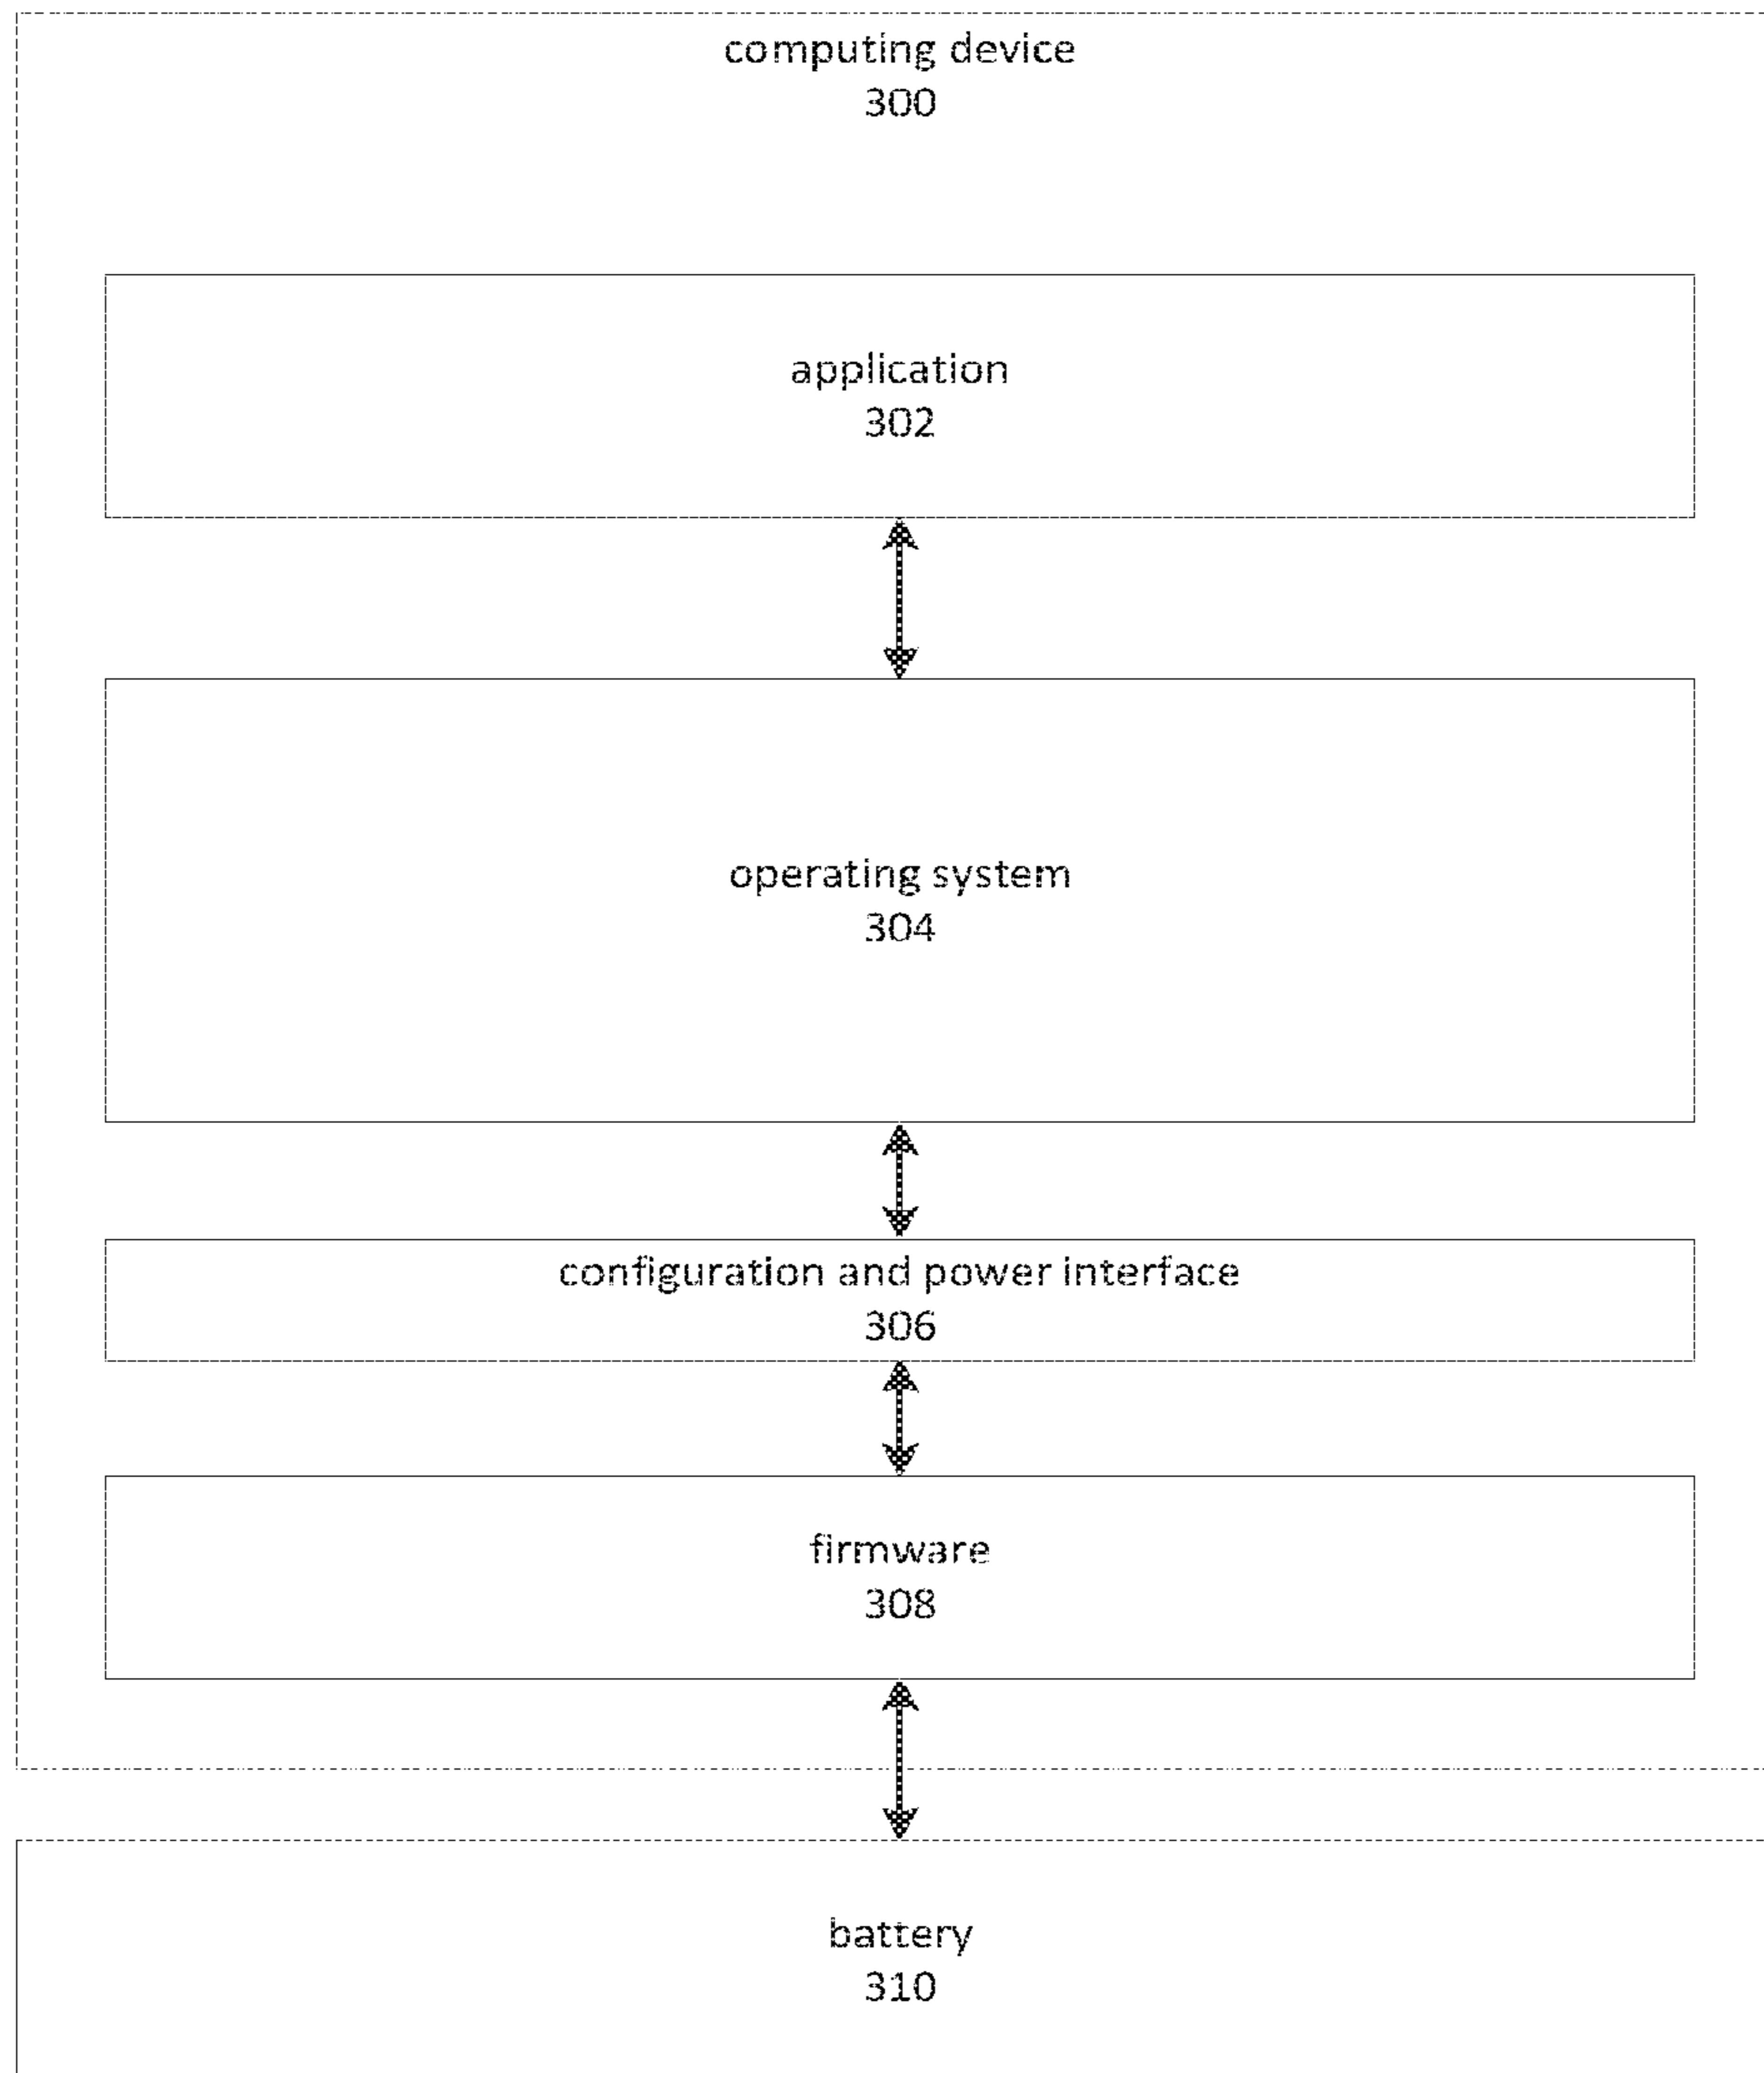 computing device
300
application
302
operating system
304
configuration and power interface
306
firmware
308
battery
310